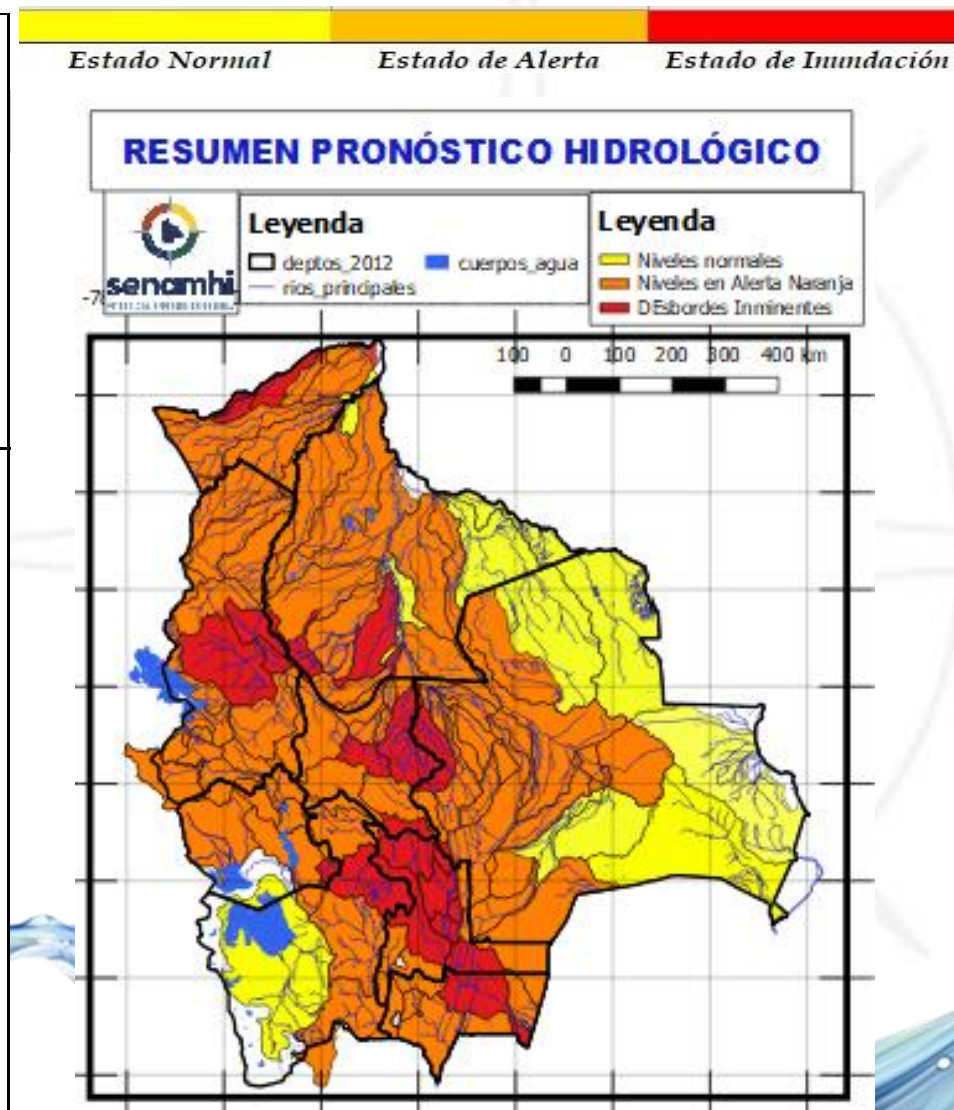 Estado Normal Estado de Alerta Estado de Inundación
RESUMEN PRONÓSTICO HIDROLÓGICO
senamhi
Leyenda
deptos_2012 cuerpos_agua
rios_principales
Leyenda
Niveles normales
Niveles en Alerta Naranja
DEsbordes Inminentes
100 0 100 200 300 400 km